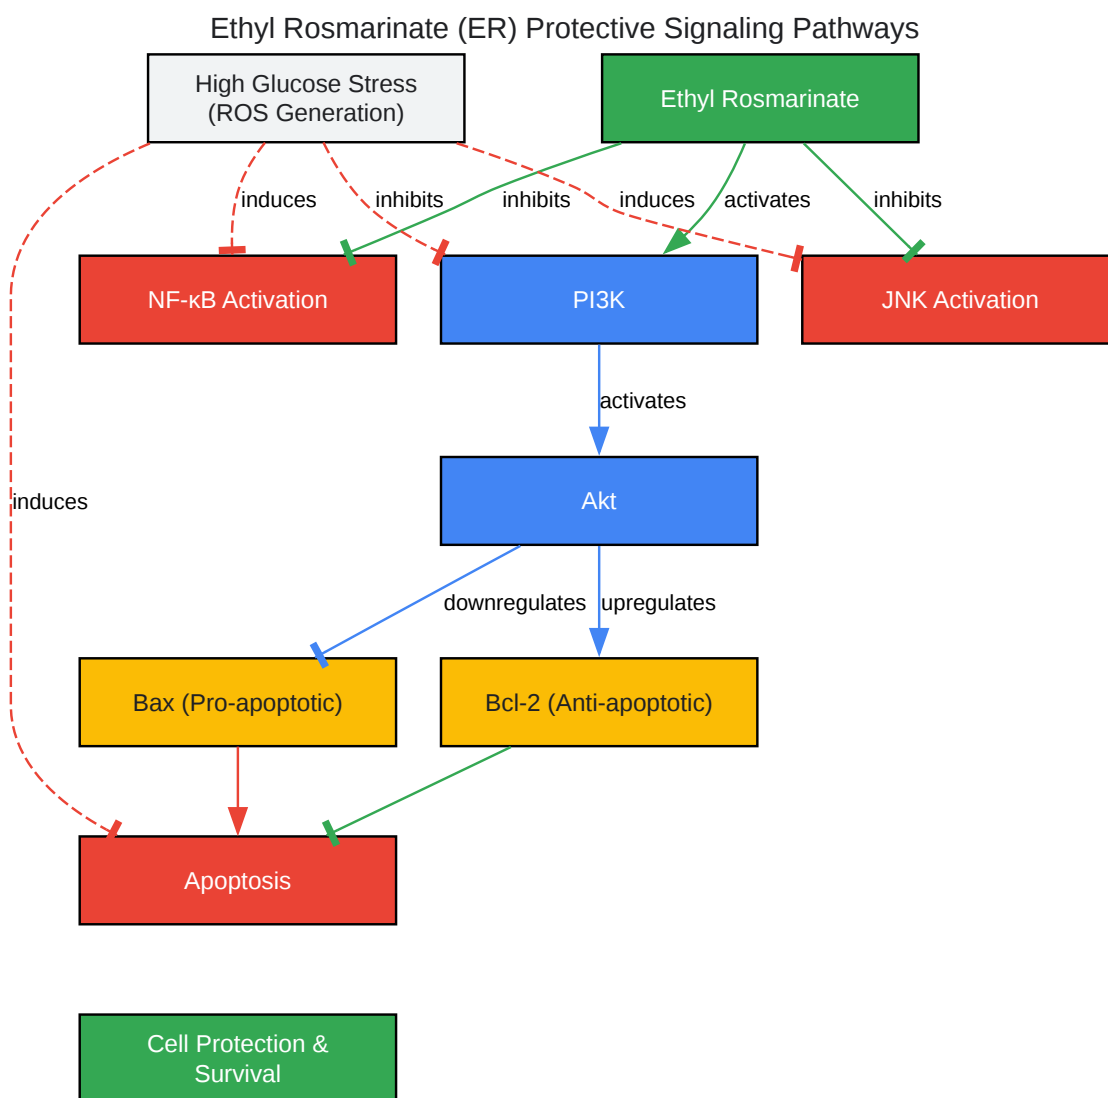 Ethyl Rosmarinate (ER) Protective Signaling Pathways
High Glucose Stress
(ROS Generation)
Ethyl Rosmarinate
induces
inhibits
inhibits
induces
activates
inhibits
NF-κB Activation
PI3K
JNK Activation
activates
Akt
induces
downregulates
upregulates
Bax (Pro-apoptotic)
Bcl-2 (Anti-apoptotic)
Apoptosis
Cell Protection &
Survival